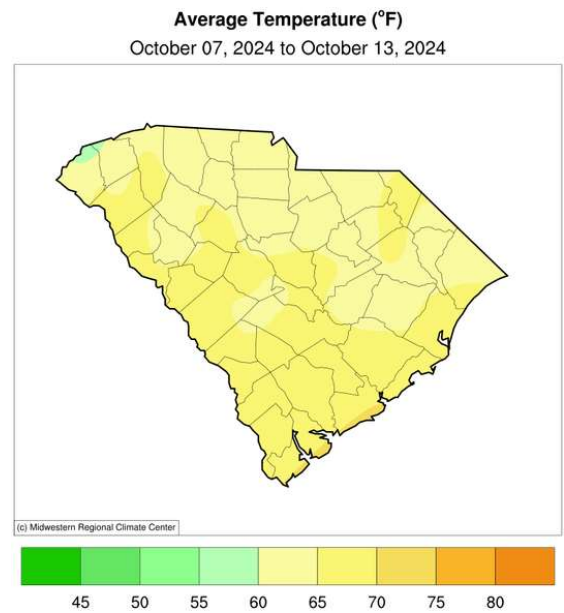 Average Temperature (°F)
October 07, 2024 to October 13, 2024
(c) Midwestern Regional Climate Center
45 50 55 60 65 70 75 80